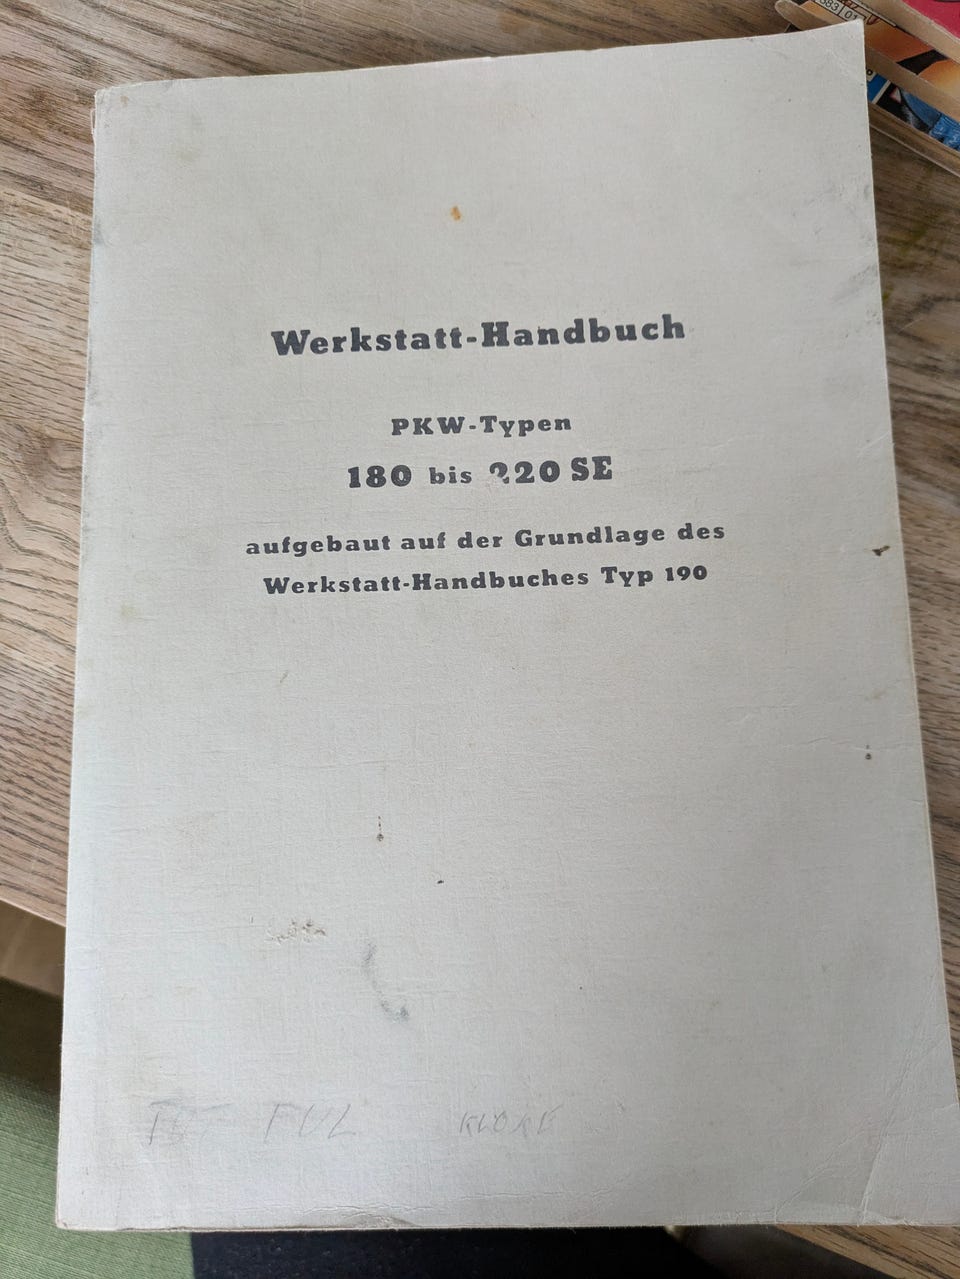 Werkstatt-Handbuch
PKW-Typen
180 bis 220 SE
aufgebaut auf der Grundlage des
Werkstatt-Handbuches Typ 190